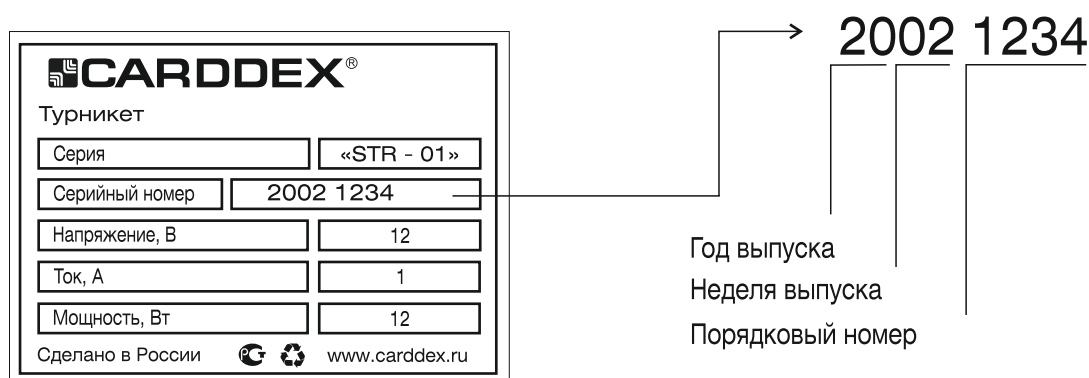 CARDDEX®
Турникет
Серия «STR - 01»
Серийный номер 2002 1234
Напряжение, В 12
Ток, А 1
Мощность, Вт 12
Сделано в России РСТ www.carddex.ru
2002 1234
Год выпуска
Неделя выпуска
Порядковый номер